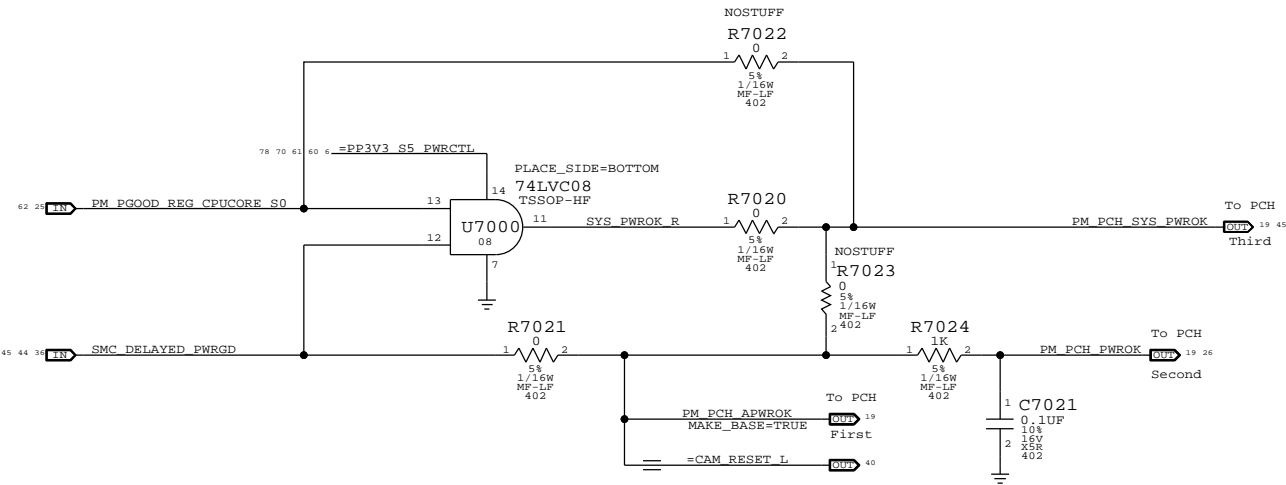 NOSTUFF
R7022
0
1 2
5%
1/16W
MF-LF
402
78 70 61 60 6 =PP3V3_S5_PWRCTL
PLACE_SIDE=BOTTOM
14 74LVC08
TSSOP-HF
62 25 IN PM_PGOOD_REG_CPUCORE_S0 13
U7000 11 SYS_PWROK_R
12 08
7
R7020
0
1 2
5%
1/16W
MF-LF
402
To PCH
PM_PCH_SYS_PWROK OUT 19 45
Third
NOSTUFF
1 R7023
0
5%
1/16W
MF-LF
2 402
45 44 36 IN SMC_DELAYED_PWRGD
R7021
0
1 2
5%
1/16W
MF-LF
402
R7024
1K
1 2
5%
1/16W
MF-LF
402
To PCH
PM_PCH_PWROK OUT 19 26
Second
To PCH
PM_PCH_APWROK OUT 19
MAKE_BASE=TRUE First
=CAM_RESET_L OUT 40
1 C7021
0.1UF
10%
2 16V
X5R
402